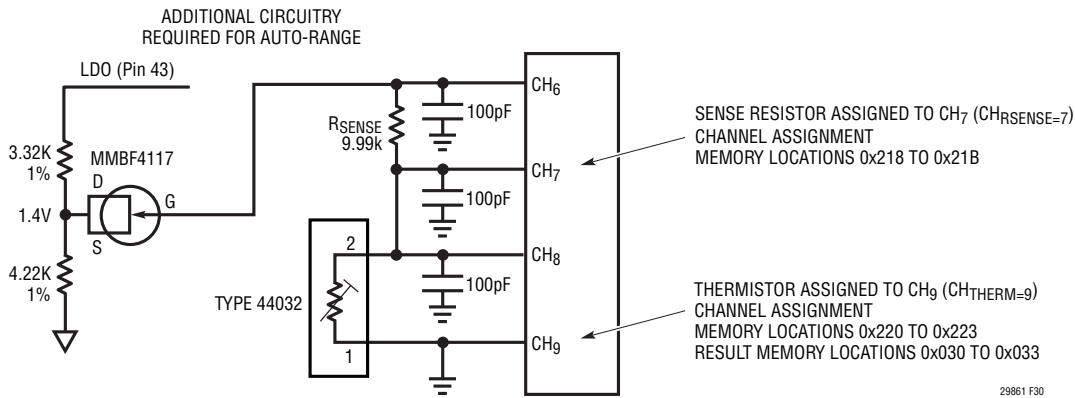 ADDITIONAL CIRCUITRY
REQUIRED FOR AUTO-RANGE
LDO (Pin 43)
3.32K
1%
MMBF4117
D
G
S
1.4V
4.22K
1%
RSENSE
9.99k
100pF
100pF
100pF
TYPE 44032
2
1
CH6
CH7
CH8
CH9
SENSE RESISTOR ASSIGNED TO CH7 (CHRSENSE=7)
CHANNEL ASSIGNMENT
MEMORY LOCATIONS 0x218 TO 0x21B
THERMISTOR ASSIGNED TO CH9 (CHTHERM=9)
CHANNEL ASSIGNMENT
MEMORY LOCATIONS 0x220 TO 0x223
RESULT MEMORY LOCATIONS 0x030 TO 0x033
29861 F30